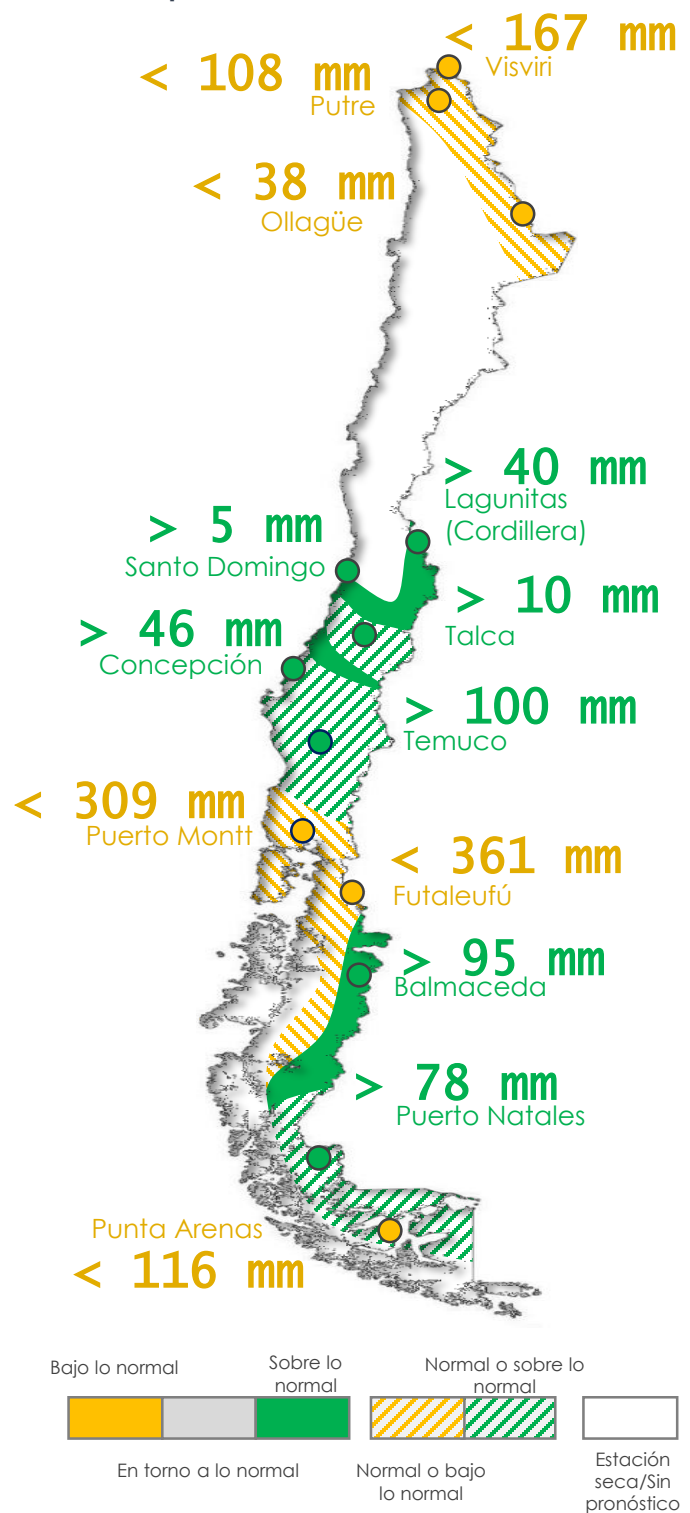 < 167 mm
Visviri
< 108 mm
Putre
< 38 mm
Ollagüe
> 40 mm
Lagunitas
(Cordillera)
> 5 mm
Santo Domingo
> 10 mm
Talca
> 46 mm
Concepción
> 100 mm
Temuco
< 309 mm
Puerto Montt
< 361 mm
Futaleufú
> 95 mm
Balmaceda
> 78 mm
Puerto Natales
Punta Arenas
< 116 mm
Bajo lo normal
Sobre lo
normal
Normal o sobre lo
normal
En torno a lo normal
Normal o bajo
lo normal
Estación
seca/Sin
pronóstico